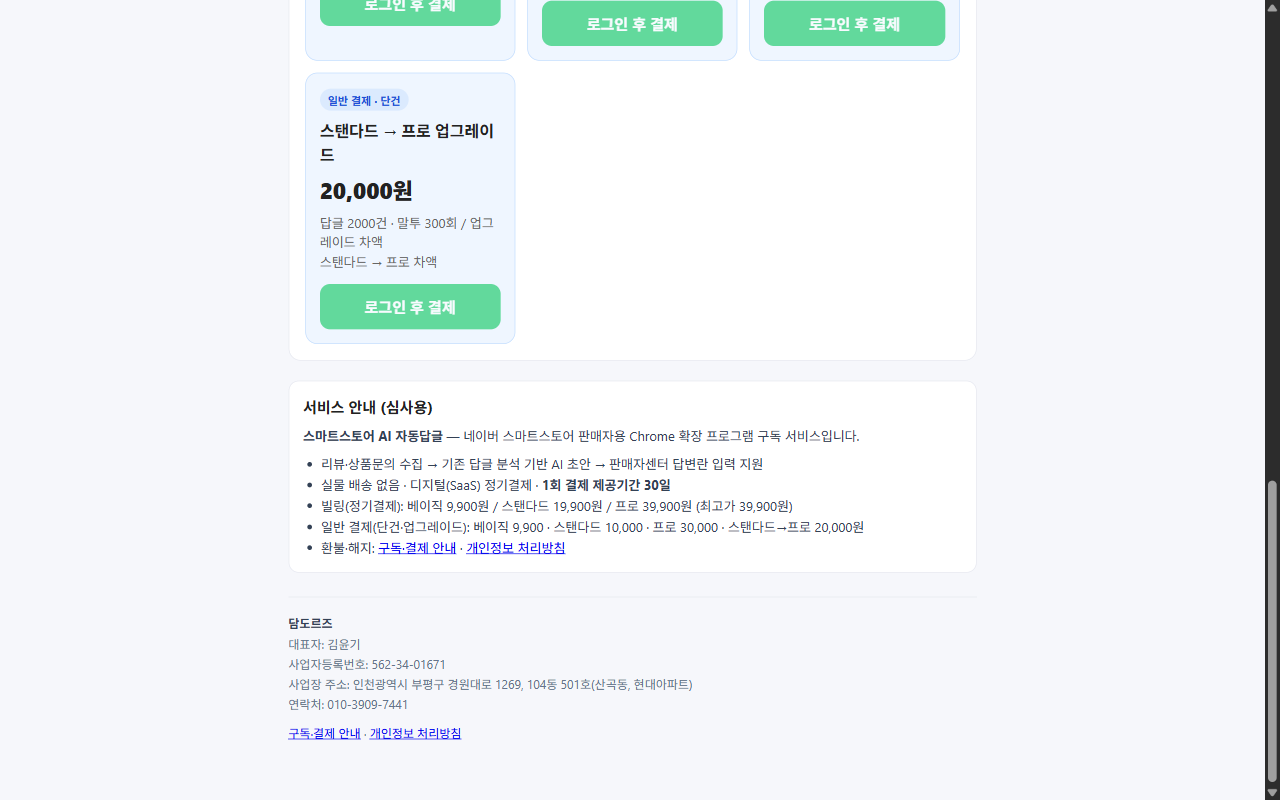 로그인 후 결제
로그인 후 결제
로그인 후 결제
일반 결제 · 단건
스탠다드 → 프로 업그레이
드
20,000원
답글 2000건 · 말투 300회 / 업그
레이드 차액
스탠다드 → 프로 차액
로그인 후 결제
서비스 안내 (심사용)
스마트스토어 AI 자동답글 — 네이버 스마트스토어 판매자용 Chrome 확장 프로그램 구독 서비스입니다.
• 리뷰·상품문의 수집 → 기존 답글 분석 기반 AI 초안 → 판매자센터 답변란 입력 지원
• 실물 배송 없음 · 디지털(SaaS) 정기결제 · 1회 결제 제공기간 30일
• 빌링(정기결제): 베이직 9,900원 / 스탠다드 19,900원 / 프로 39,900원 (최고가 39,900원)
• 일반 결제(단건·업그레이드): 베이직 9,900 · 스탠다드 10,000 · 프로 30,000 · 스탠다드→프로 20,000원
• 환불·해지: 구독·결제 안내 · 개인정보 처리방침
담도르즈
대표자: 김윤기
사업자등록번호: 562-34-01671
사업장 주소: 인천광역시 부평구 경원대로 1269, 104동 501호(산곡동, 현대아파트)
연락처: 010-3909-7441
구독·결제 안내 · 개인정보 처리방침